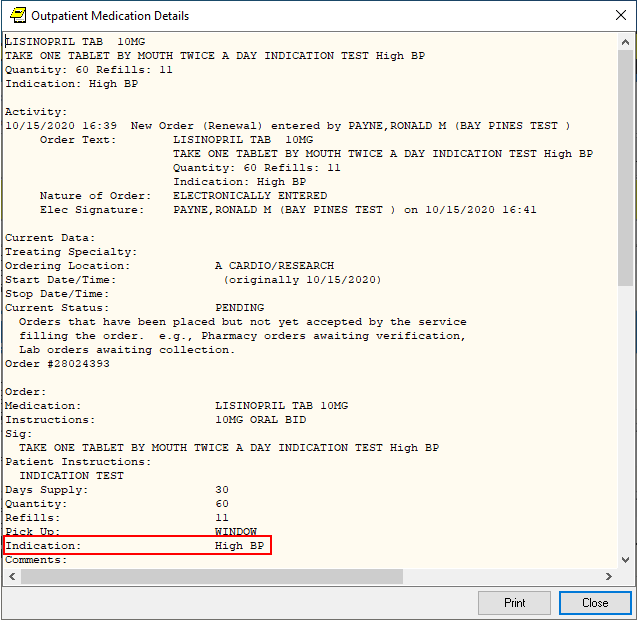 Outpatient Medication Details
LISINOPRIL TAB  10MG
TAKE ONE TABLET BY MOUTH TWICE A DAY INDICATION TEST High BP
Quantity: 60 Refills: 11
Indication: High BP
Activity:
10/15/2020 16:39  New Order (Renewal) entered by PAYNE,RONALD M (BAY PINES TEST )
Order Text:        LISINOPRIL TAB  10MG
TAKE ONE TABLET BY MOUTH TWICE A DAY INDICATION TEST High BP
Quantity: 60 Refills: 11
Indication: High BP
Nature of Order:   ELECTRONICALLY ENTERED
Elec Signature:    PAYNE,RONALD M (BAY PINES TEST ) on 10/15/2020 16:41
Current Data:
Treating Specialty:
Ordering Location:            A CARDIO/RESEARCH
Start Date/Time:               (originally 10/15/2020)
Stop Date/Time:
Current Status:               PENDING
Orders that have been placed but not yet accepted by the service
filling the order.  e.g., Pharmacy orders awaiting verification,
Lab orders awaiting collection.
Order #28024393
Order:
Medication:                   LISINOPRIL TAB 10MG
Instructions:                 10MG ORAL BID
Sig:
TAKE ONE TABLET BY MOUTH TWICE A DAY INDICATION TEST High BP
Patient Instructions:
INDICATION TEST
Days Supply:                  30
Quantity:                     60
Refills:                      11
Pick Up:                      WINDOW
Indication:                   High BP
Comments:
Print  Close